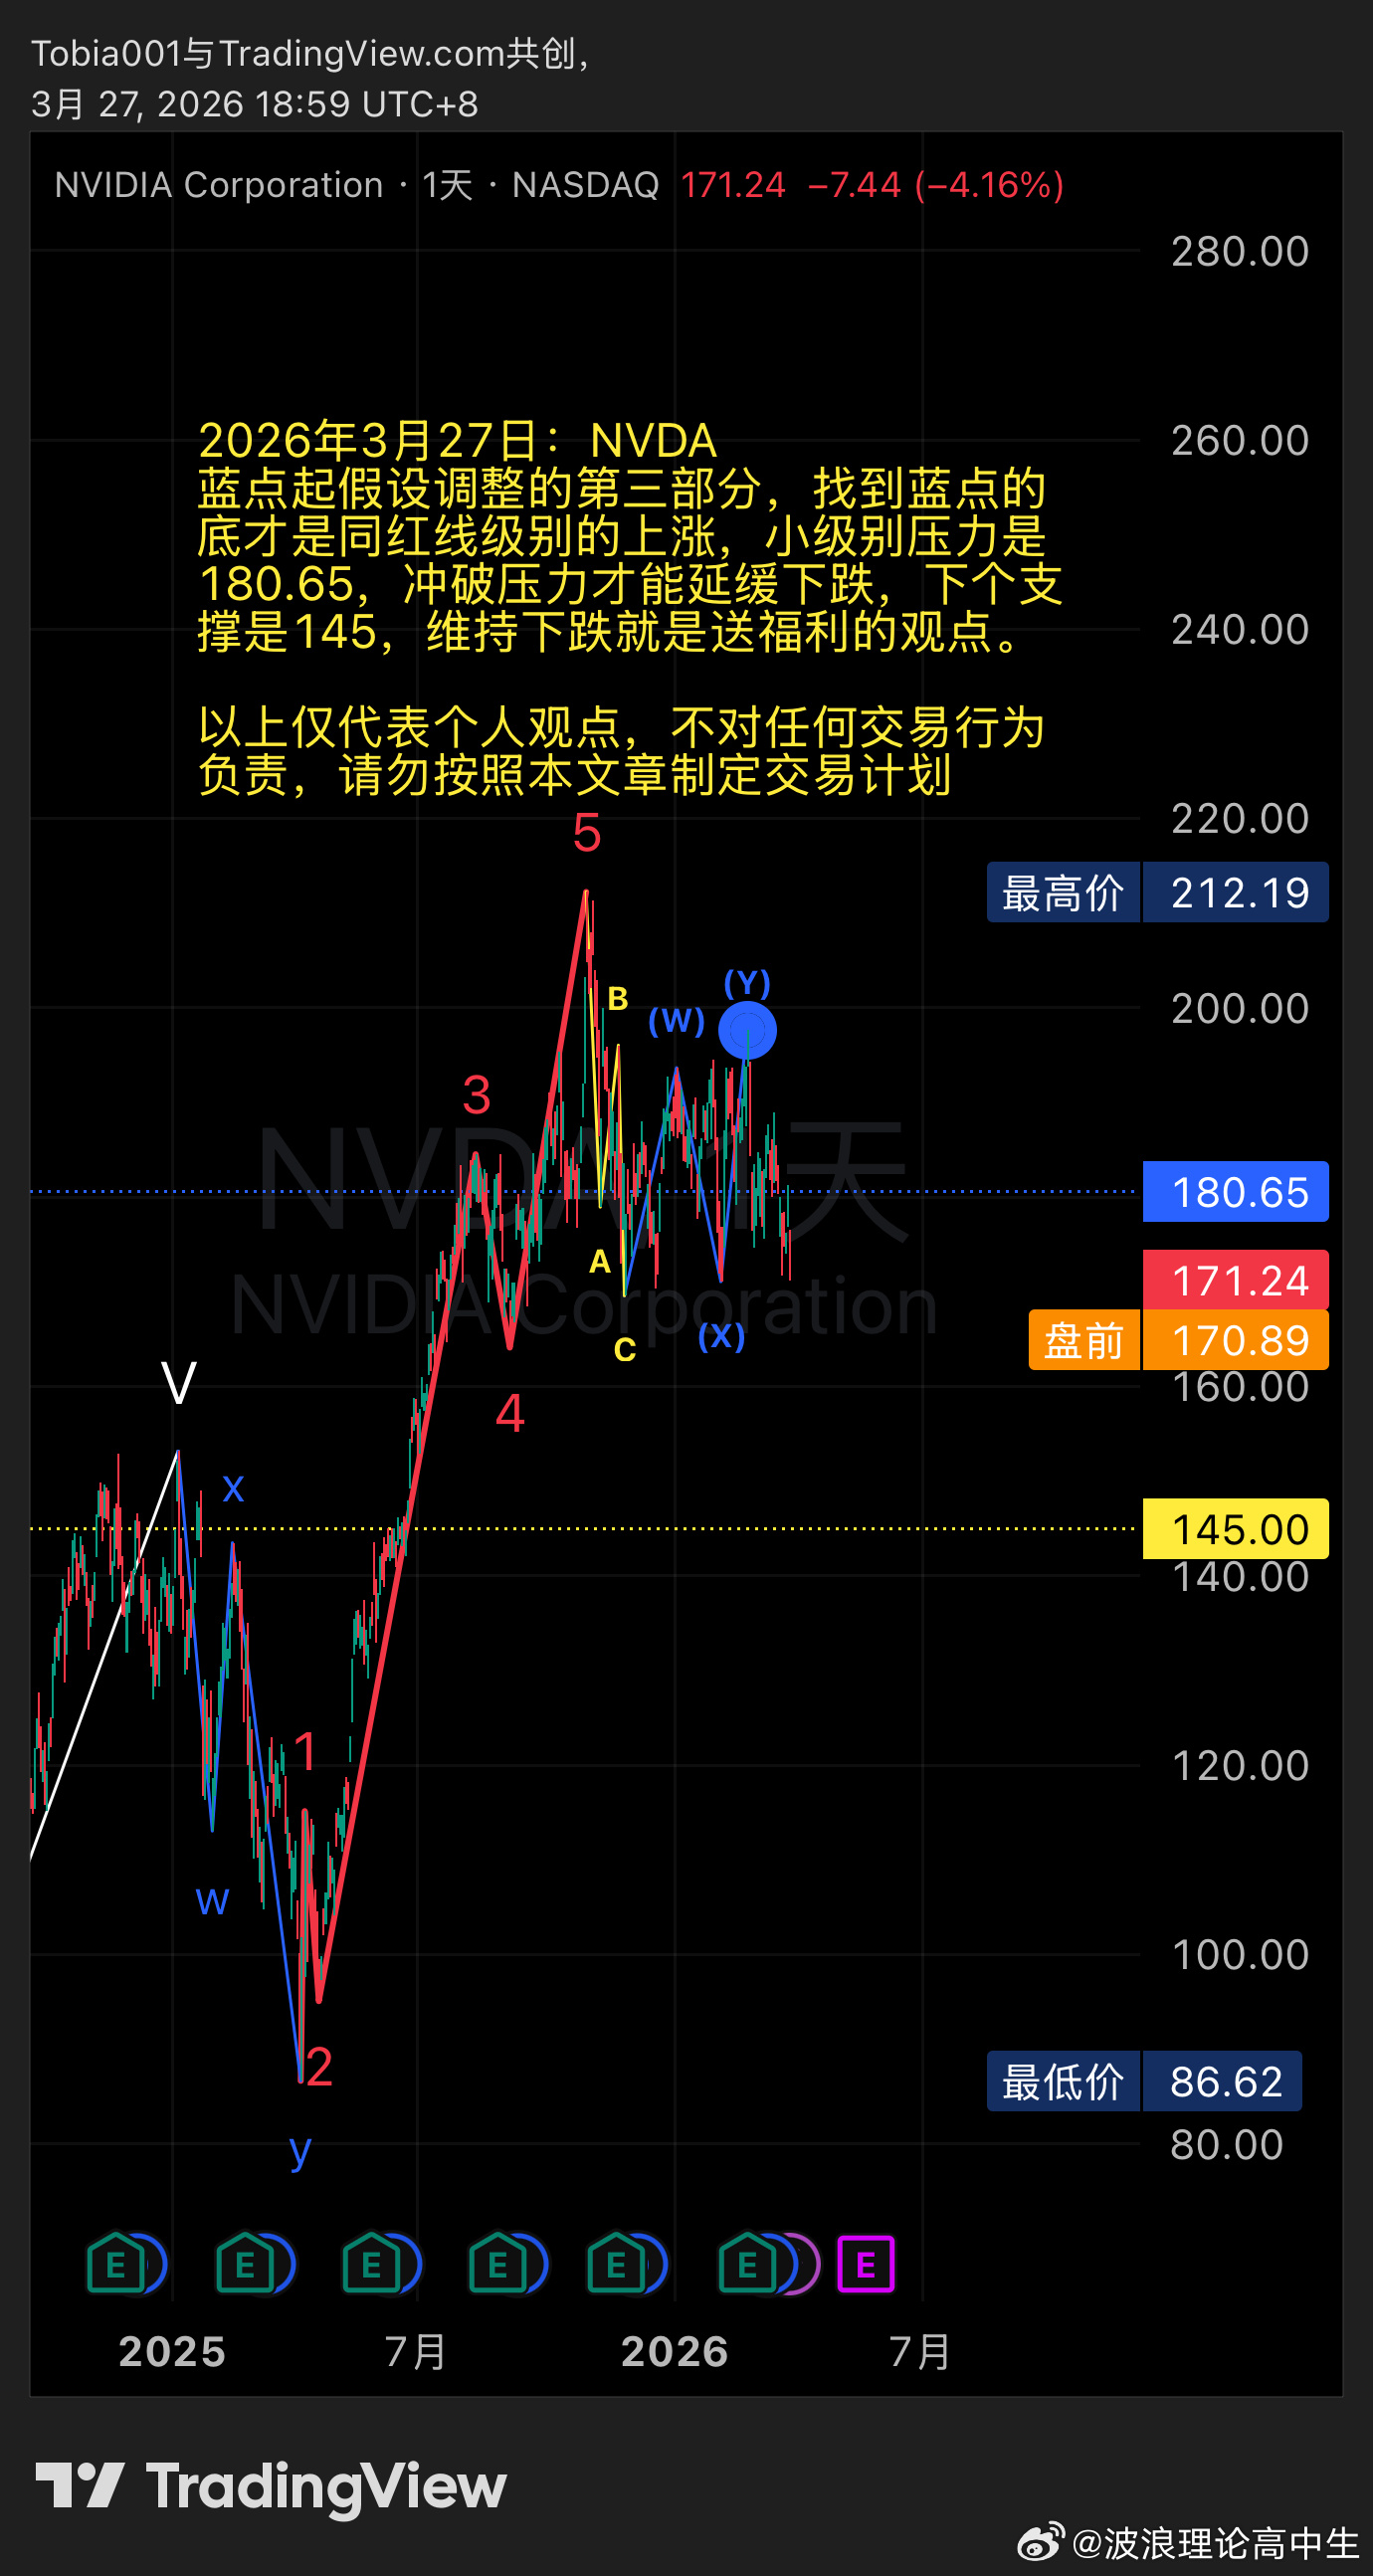 Tobia001与TradingView.com共创，
3月 27, 2026 18:59 UTC+8
NVIDIA Corporation · 1天 · NASDAQ 171.24 −7.44 (−4.16%)
280.00
2026年3月27日：NVDA
260.00
蓝点起假设调整的第三部分，找到蓝点的
底才是同红线级别的上涨，小级别压力是
180.65，冲破压力才能延缓下跌，下个支
撑是145，维持下跌就是送福利的观点。
240.00
以上仅代表个人观点，不对任何交易行为
负责，请勿按照本文章制定交易计划
220.00
5
最高价 212.19
(Y)
B
200.00
(W)
3
NVDA, 1天
180.65
A
NVIDIA Corporation
171.24
(X)
盘前 170.89
C
V
160.00
4
x
145.00
140.00
1
120.00
w
100.00
2
最低价 86.62
y
80.00
E E E E E E E
2025 7月 2026 7月
TradingView
@波浪理论高中生